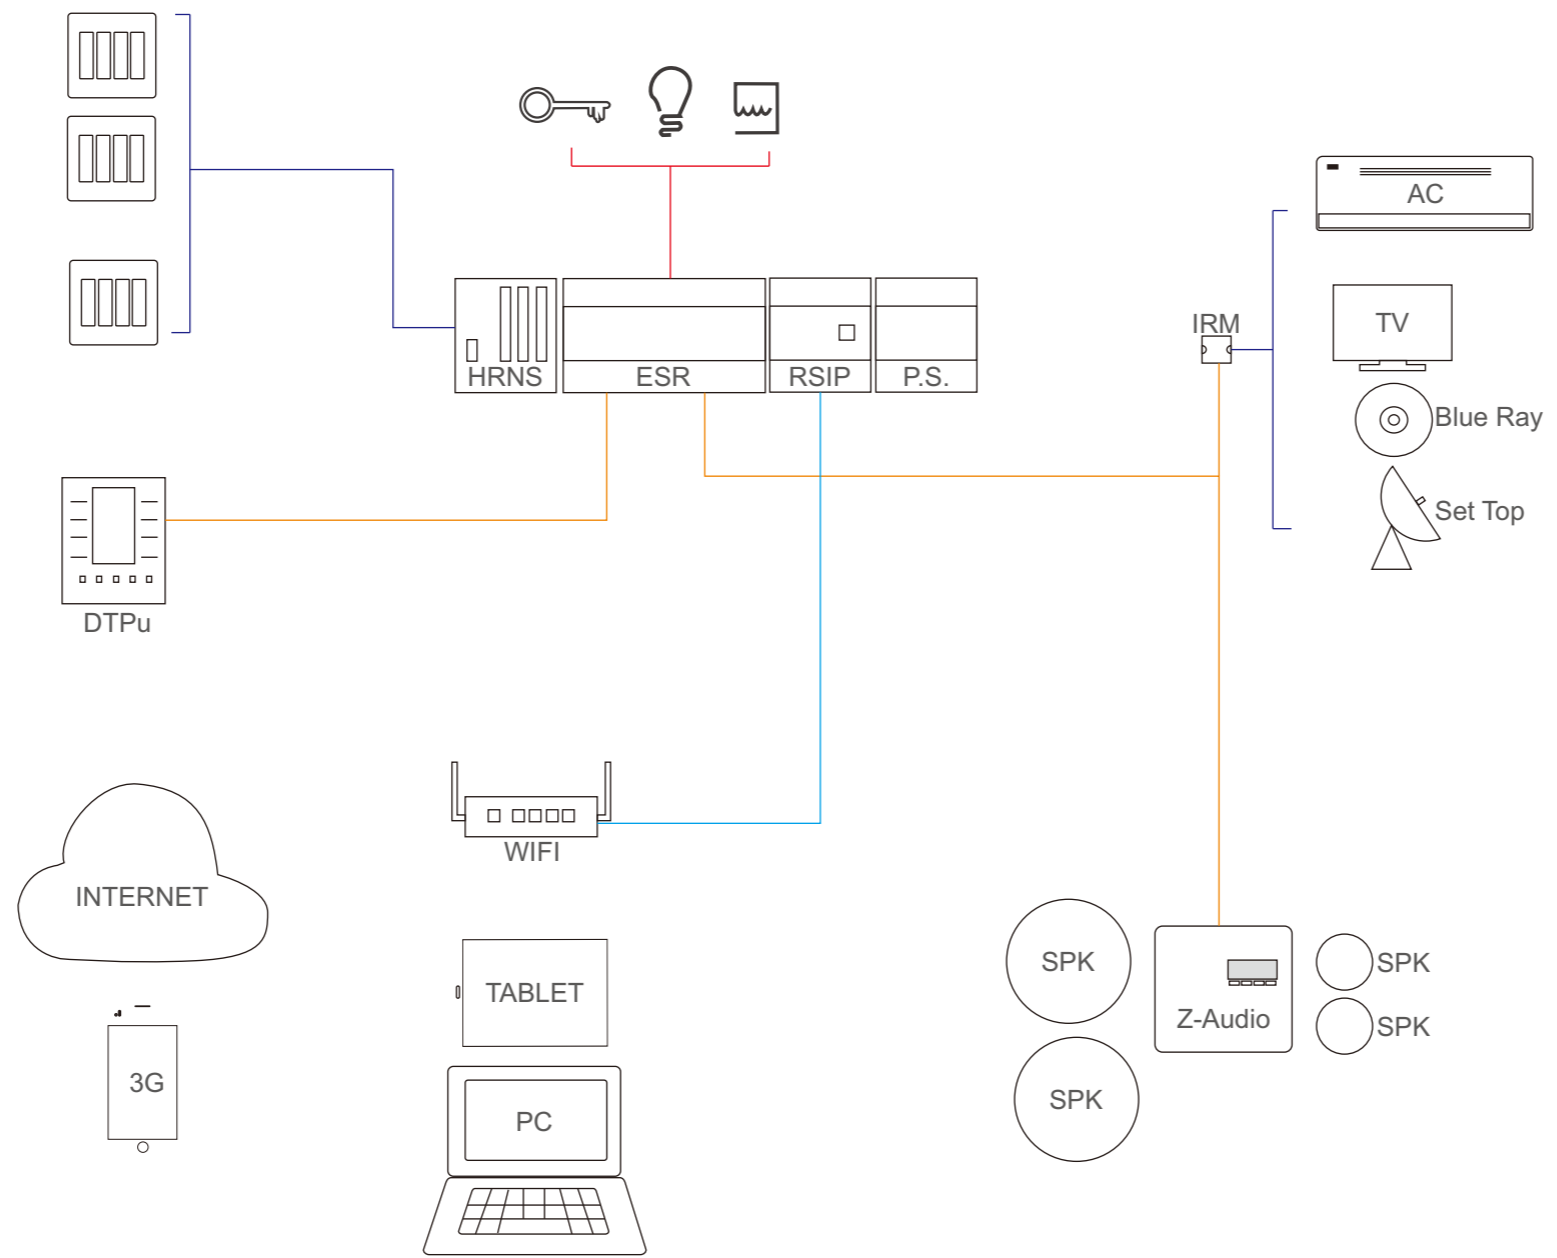 AC
IRM
TV
HRNS
ESR
RSIP
P.S.
Blue Ray
Set Top
DTPu
WIFI
INTERNET
TABLET
3G
PC
SPK
SPK
Z-Audio
SPK
SPK